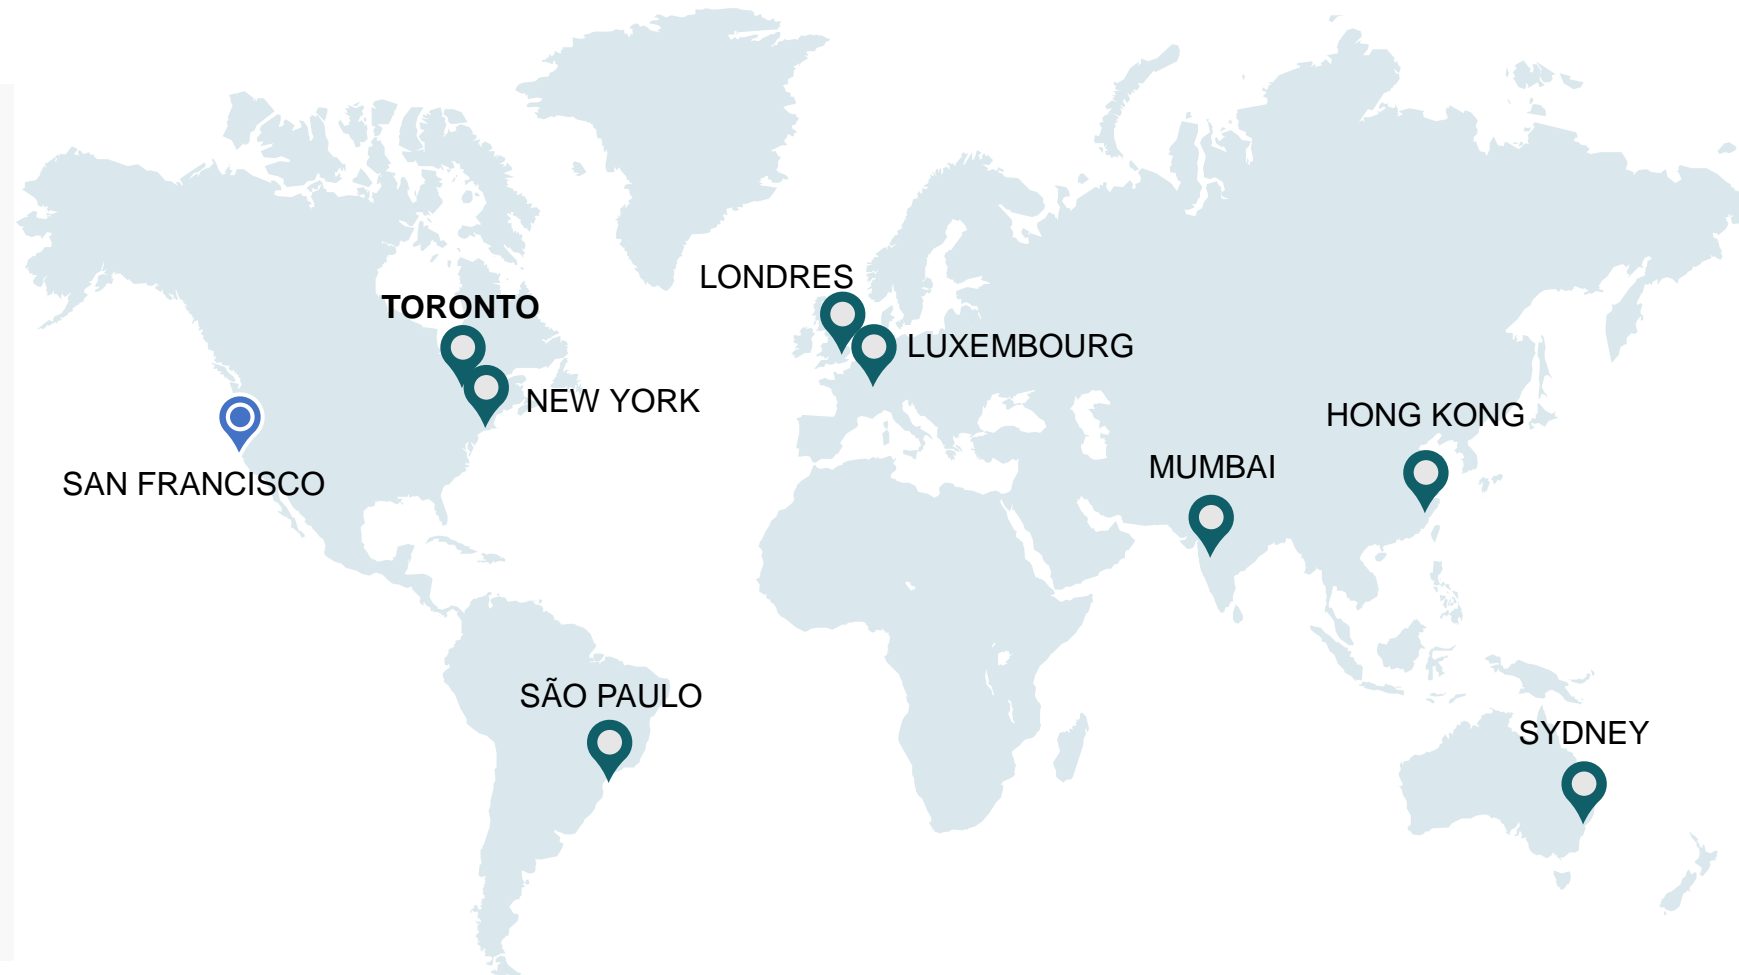 LONDRES
TORONTO
LUXEMBOURG
NEW YORK
HONG KONG
MUMBAI
SAN FRANCISCO
SÃO PAULO
SYDNEY